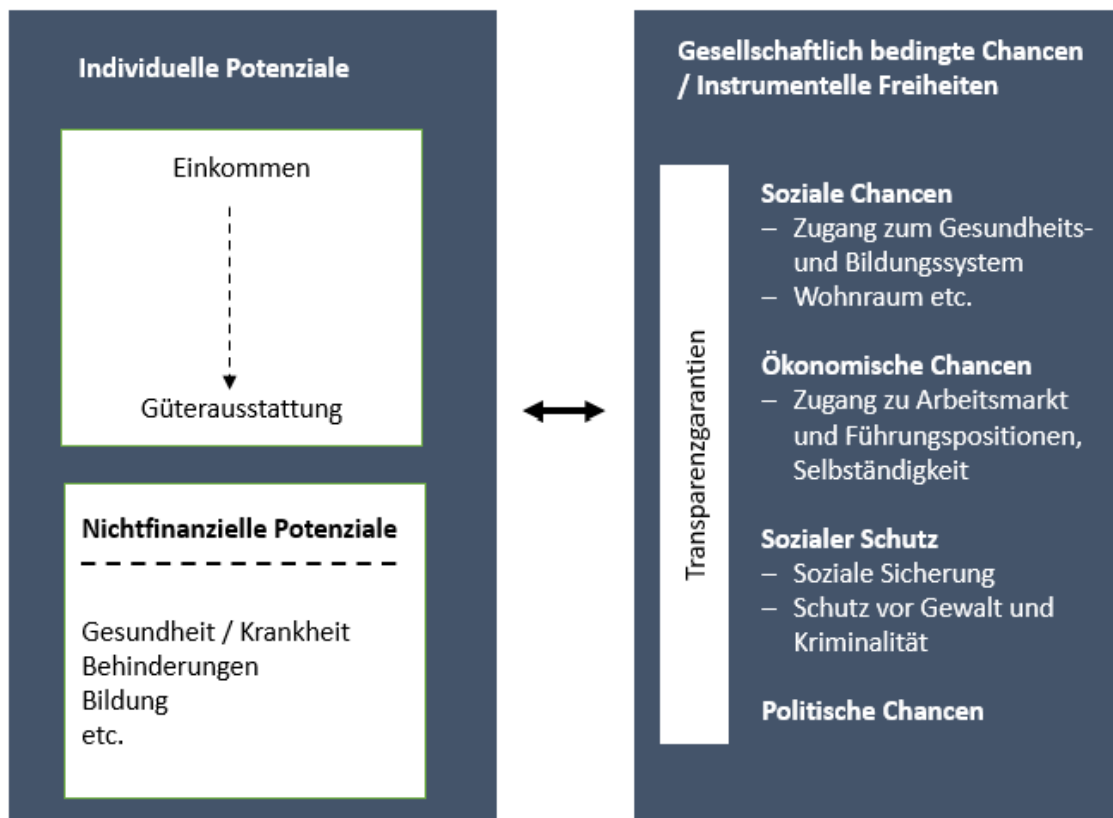 Individuelle Potenziale
Einkommen
Güterausstattung
Nichtfinanzielle Potenziale
Gesundheit / Krankheit
Behinderungen
Bildung
etc.
Gesellschaftlich bedingte Chancen
/ Instrumentelle Freiheiten
Transparenzgarantien
Soziale Chancen
– Zugang zum Gesundheits-
und Bildungssystem
– Wohnraum etc.
Ökonomische Chancen
– Zugang zu Arbeitsmarkt
und Führungspositionen,
Selbständigkeit
Sozialer Schutz
– Soziale Sicherung
– Schutz vor Gewalt und
Kriminalität
Politische Chancen